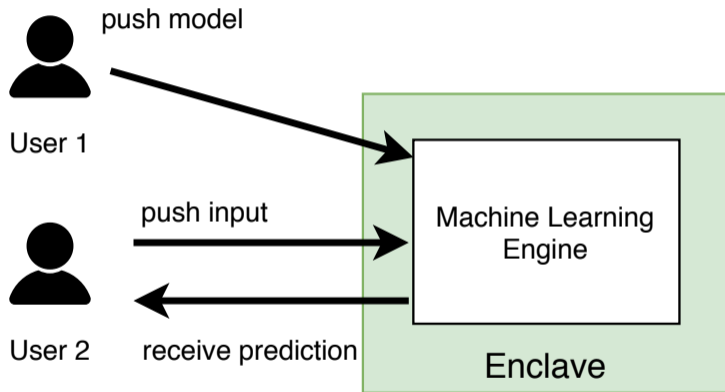 push model
User 1
push input
Machine Learning
Engine
User 2
receive prediction
Enclave